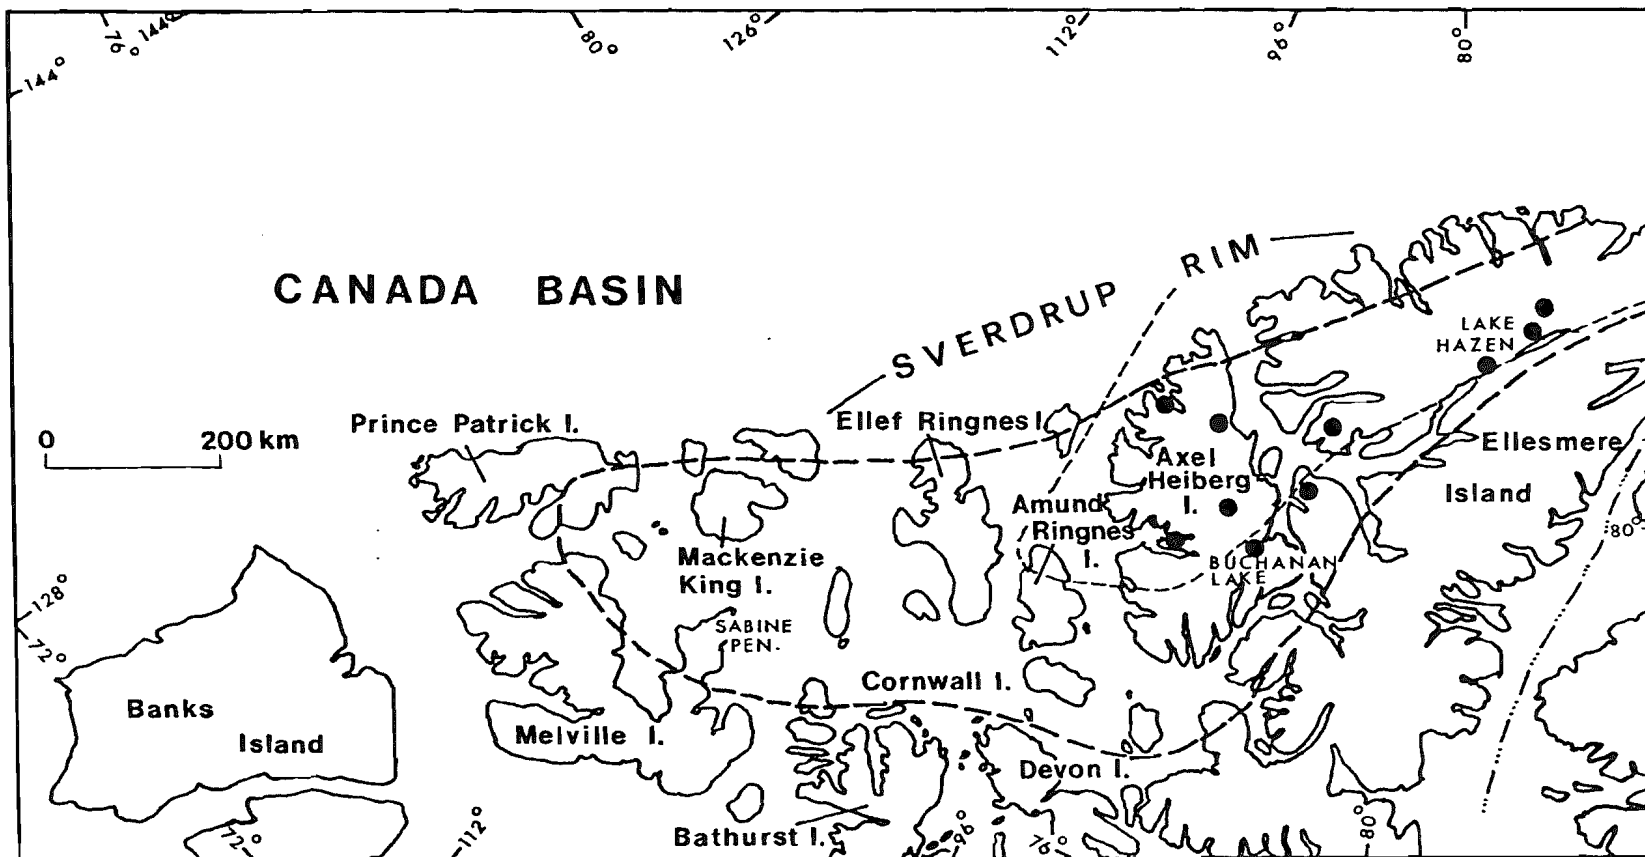 76°
144°
80°
126°
112°
96°
80°
144°
SVERDRUP RIM
CANADA BASIN
LAKE
HAZEN
Prince Patrick I.
Ellef Ringnes I.
0 200 km
Ellesmere
Island
Axel
Heiberg
I.
Amund
Ringnes
I.
80°
Mackenzie
King I.
BUCHANAN
LAKE
128°
72°
SABINE
PEN.
Cornwall I.
Banks
Island
Melville I.
Devon I.
Bathurst I.
72°
112°
96°
76°
80°